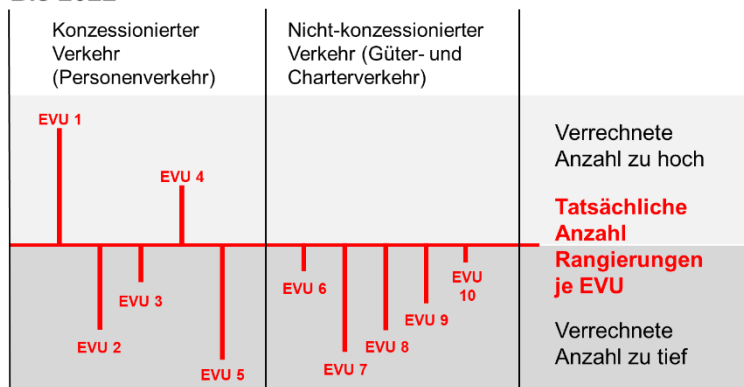 Konzessionierter
Verkehr
(Personenverkehr)
Nicht-konzessionierter
Verkehr (Güter- und
Charterverkehr)
EVU 1
EVU 4
EVU 2
EVU 3
EVU 5
EVU 6
EVU 7
EVU 8
EVU 9
EVU
10
Verrechnete
Anzahl zu hoch
Tatsächliche
Anzahl
Rangierungen
je EVU
Verrechnete
Anzahl zu tief